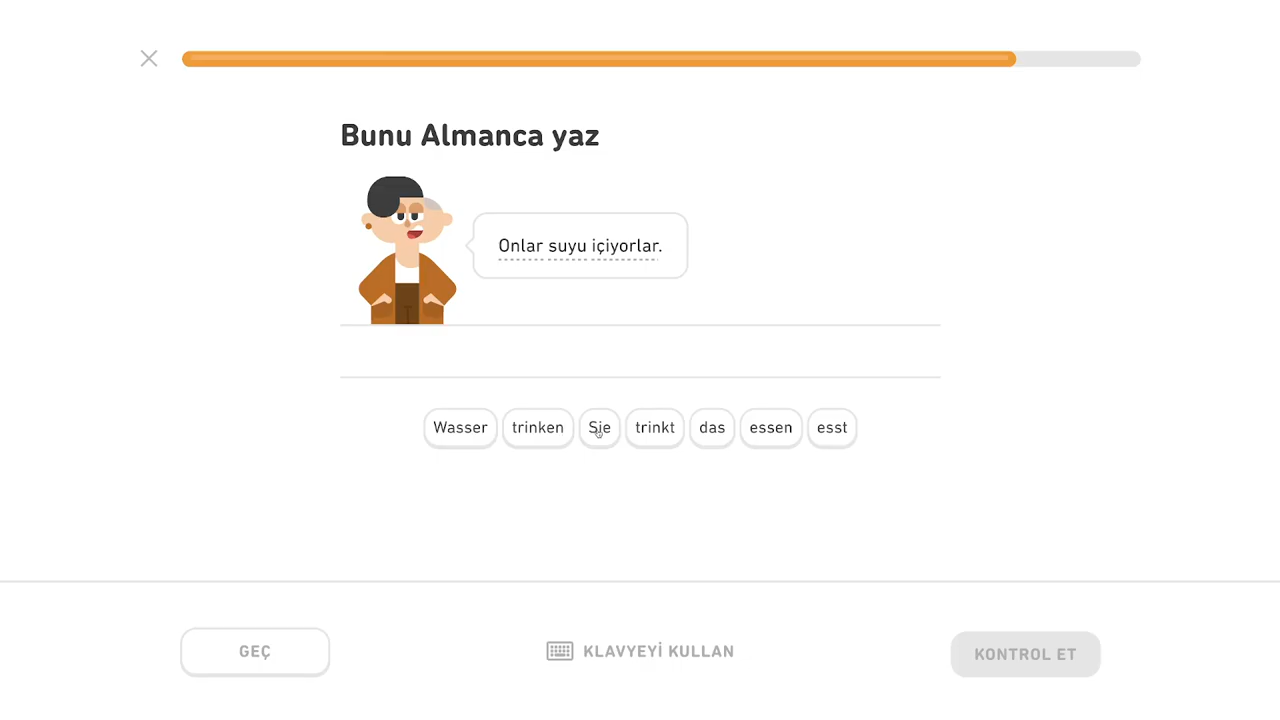 Bunu Almanca yaz
Onlar suyu içiyorlar.
Wasser trinken Sie trinkt das essen esst
GEÇ KLAVYEYİ KULLAN KONTROL ET